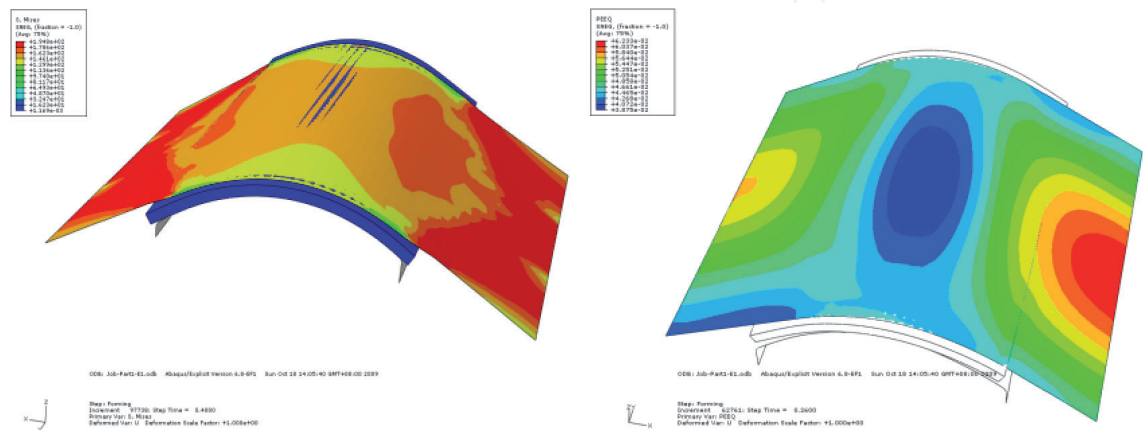 S, Mises
SNEG, (fraction = -1.0)
(Avg: 75%)
+1.948e+02
+1.786e+02
+1.623e+02
+1.461e+02
+1.299e+02
+1.136e+02
+9.740e+01
+8.117e+01
+6.493e+01
+4.870e+01
+3.247e+01
+1.623e+01
+1.169e-03
ODB: Job-Part1-E1.odb Abaqus/Explicit Version 6.8-EF1 Sun Oct 18 14:05:40 GMT+08:00 2009
Step: Forming
Increment 97738: Step Time = 0.4000
Primary Var: S, Mises
Deformed Var: U Deformation Scale Factor: +1.000e+00
Z
X
PEEQ
SNEG, (fraction = -1.0)
(Avg: 75%)
+6.233e-02
+6.037e-02
+5.840e-02
+5.644e-02
+5.447e-02
+5.251e-02
+5.054e-02
+4.858e-02
+4.661e-02
+4.465e-02
+4.268e-02
+4.072e-02
+3.875e-02
ODB: Job-Part1-E1.odb Abaqus/Explicit Version 6.8-EF1 Sun Oct 18 14:05:40 GMT+08:00 2009
Step: Forming
Increment 62761: Step Time = 0.2600
Primary Var: PEEQ
Deformed Var: U Deformation Scale Factor: +1.000e+00
X